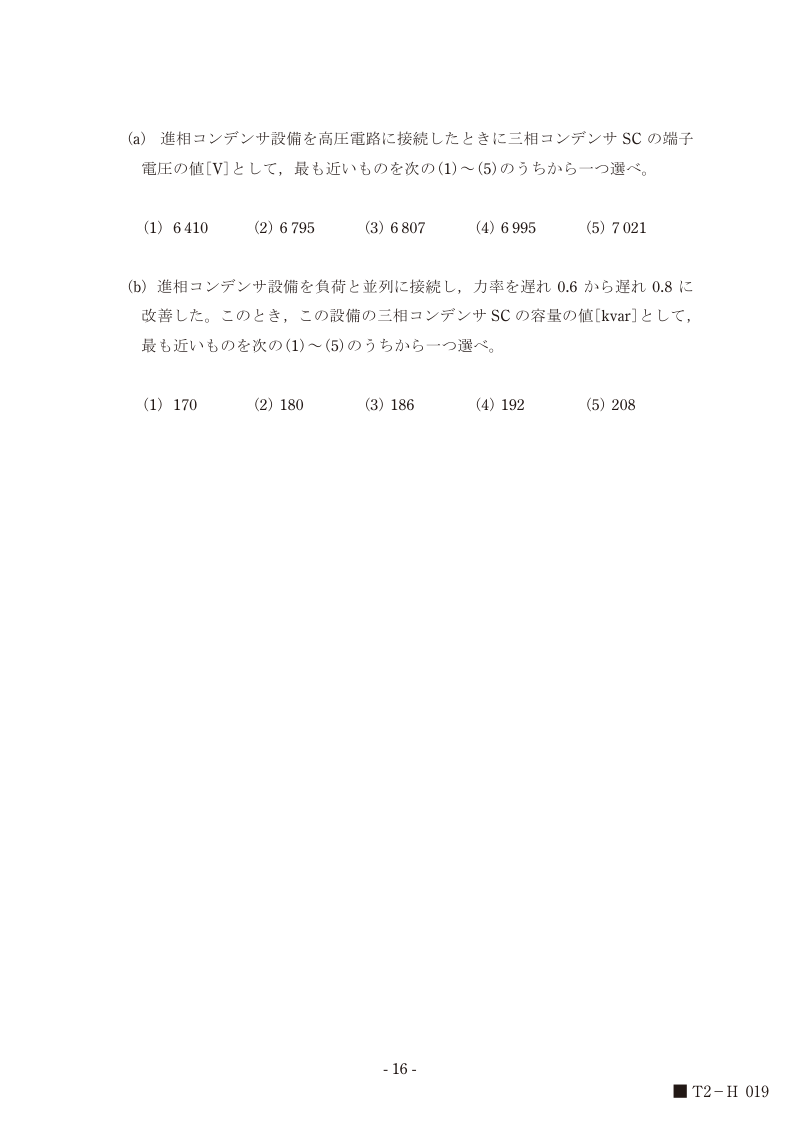 (a) 進相コンデンサ設備を高圧電路に接続したときに三相コンデンサ SC の端子
電圧の値[V]として，最も近いものを次の(1)～(5)のうちから一つ選べ。
(1) 6 410 (2) 6 795 (3) 6 807 (4) 6 995 (5) 7 021
(b) 進相コンデンサ設備を負荷と並列に接続し，力率を遅れ 0.6 から遅れ 0.8 に
改善した。このとき，この設備の三相コンデンサ SC の容量の値[kvar]として，
最も近いものを次の(1)～(5)のうちから一つ選べ。
(1) 170 (2) 180 (3) 186 (4) 192 (5) 208
- 16 -
■ T2－H 019